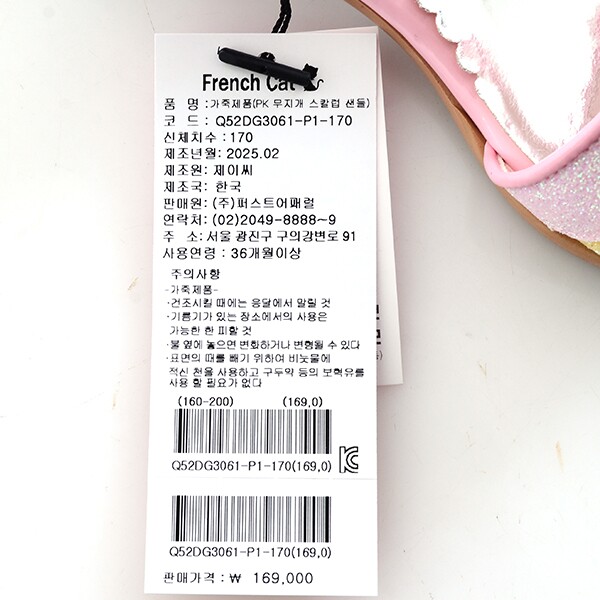 French Cat
품 명 :가죽제품(PK 무지개 스칼럽 샌들)
코 드 : Q52DG3061-P1-170
신체치수 :170
제조년월: 2025.02
제조원: 제이씨
제조국: 한국
판매원: (주)퍼스트어패럴
연락처: (02)2049-8888~9
주 소: 서울 광진구 구의강변로 91
사용연령 : 36개월이상
주의사항
-가죽제품-
·건조시킬 때에는 응달에서 말릴 것
·기름기가 있는 장소에서의 사용은
가능한 한 피할 것
·불 옆에 놓으면 변화하거나 변형될 수 있다
·표면의 때를 빼기 위하여 비눗물에
적신 천을 사용하고 구두약 등의 보혁유를
사용 할 필요가 없다
(160-200) (169,0)
Q52DG3061-P1-170(169,0)
Q52DG3061-P1-170(169,0)
판매가격 : ₩ 169,000